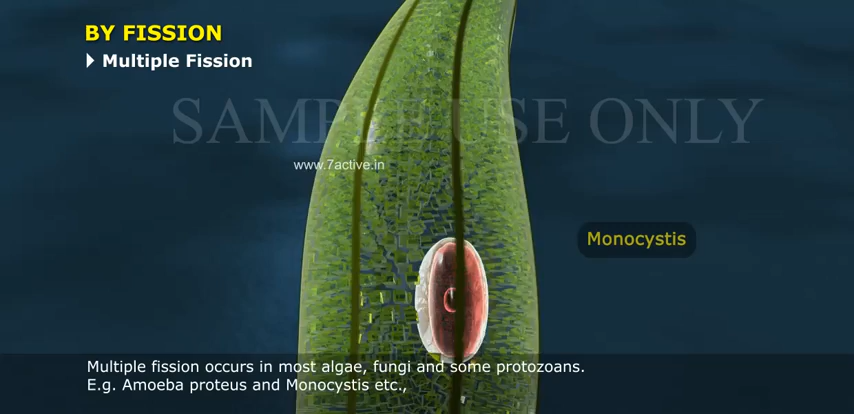 BY FISSION
Multiple Fission
SAMPLE USE ONLY
www.7active.in
Monocystis
Multiple fission occurs in most algae, fungi and some protozoans.
E.g. Amoeba proteus and Monocystis etc.,